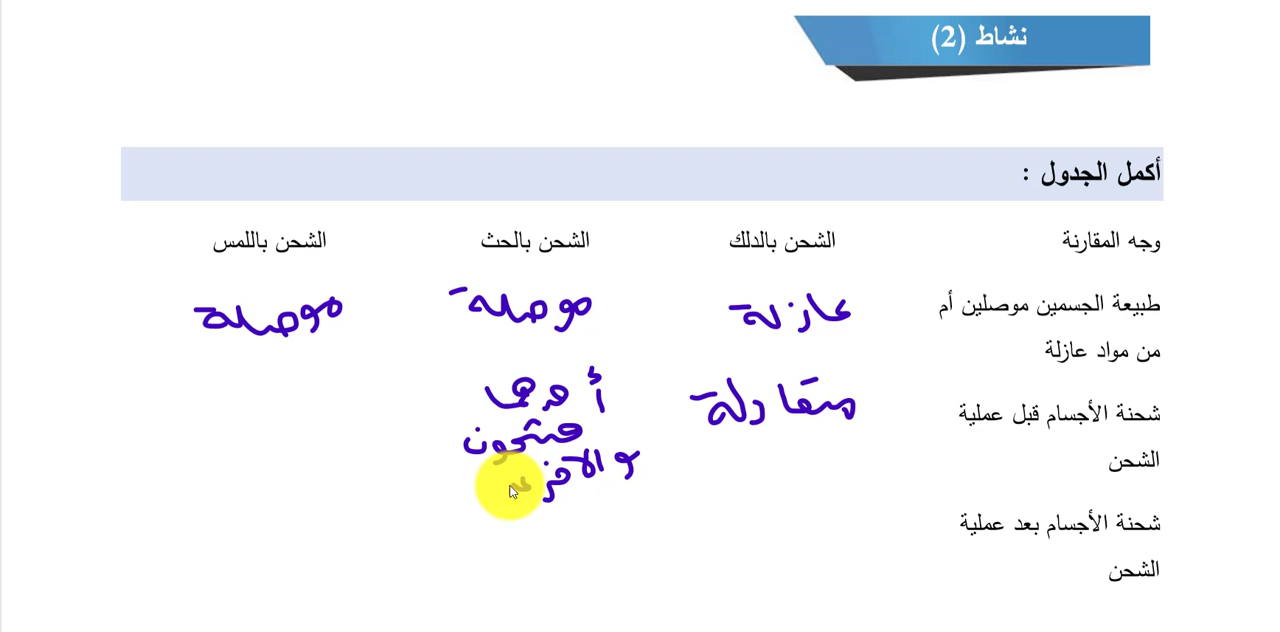 نشاط (2)
أكمل الجدول :
وجه المقارنة الشحن بالدلك الشحن بالحث الشحن باللمس
طبيعة الجسمين موصلين أم عازلة موصلة موصلة
من مواد عازلة
شحنة الأجسام قبل عملية متعادلة أحدهما
مشحون
الشحن والآخر
شحنة الأجسام بعد عملية
الشحن